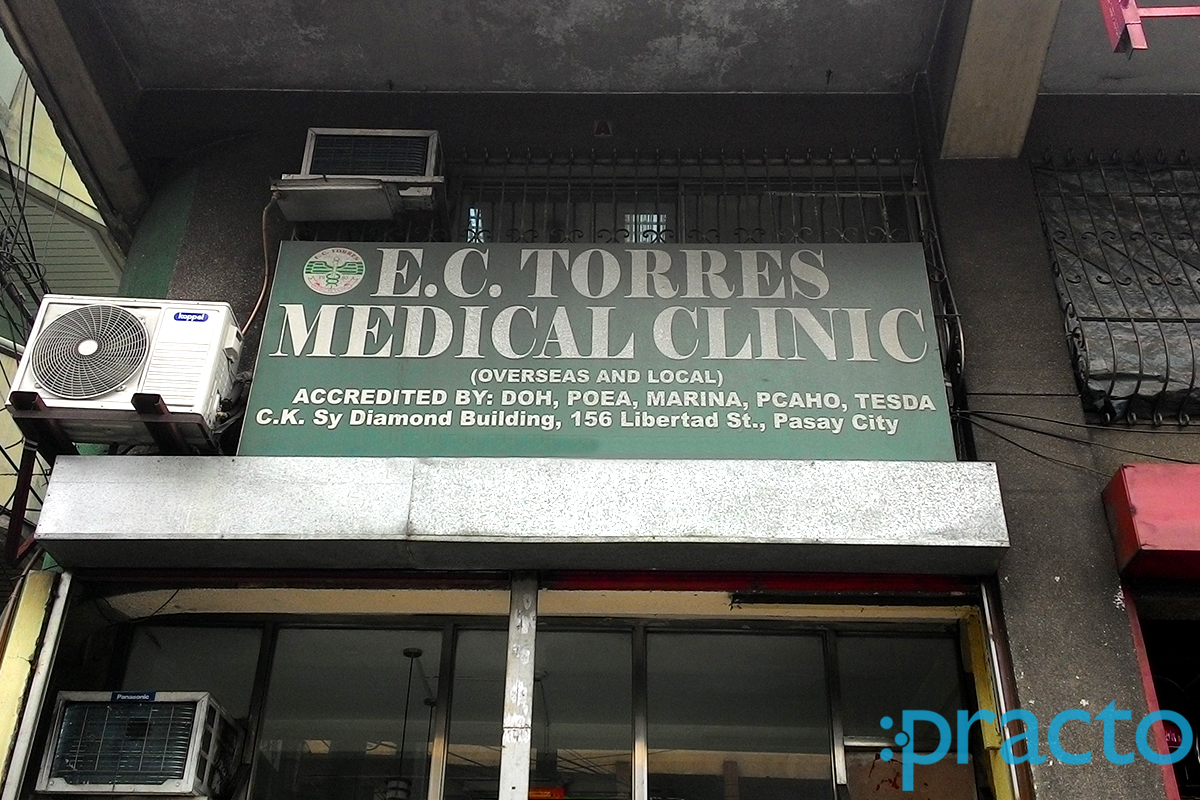 E.C. TORRES
E.C. TORRES
MEDICAL CLINIC
(OVERSEAS AND LOCAL)
ACCREDITED BY: DOH, POEA, MARINA, PCAHO, TESDA
C.K. Sy Diamond Building, 156 Libertad St., Pasay City
koppel
Panasonic
practo